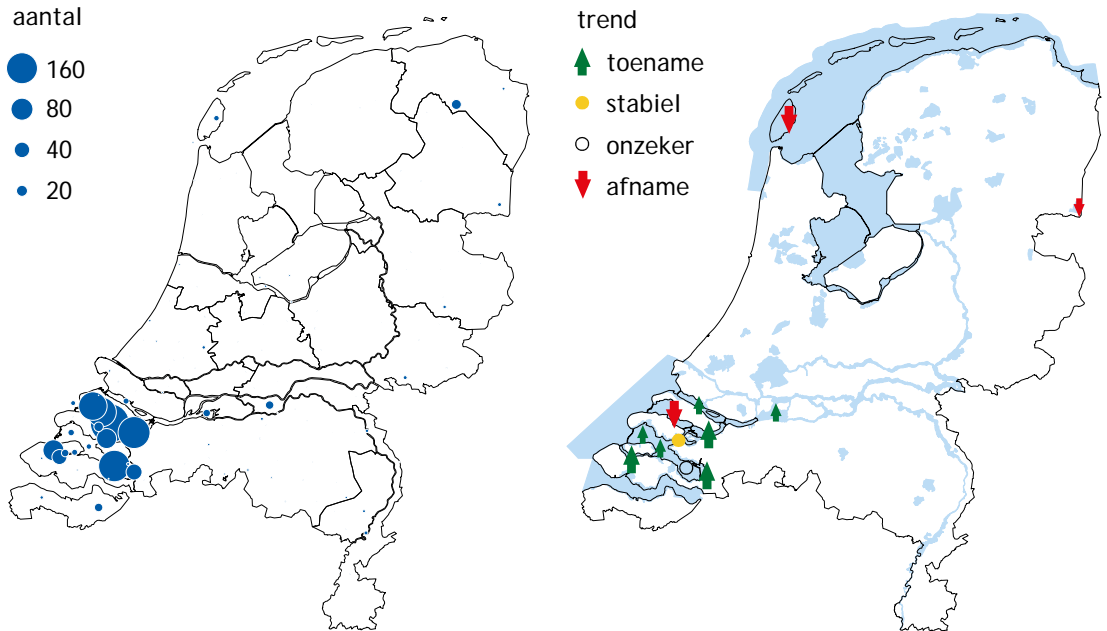 aantal
160
80
40
20
trend
toename
stabiel
onzeker
afname